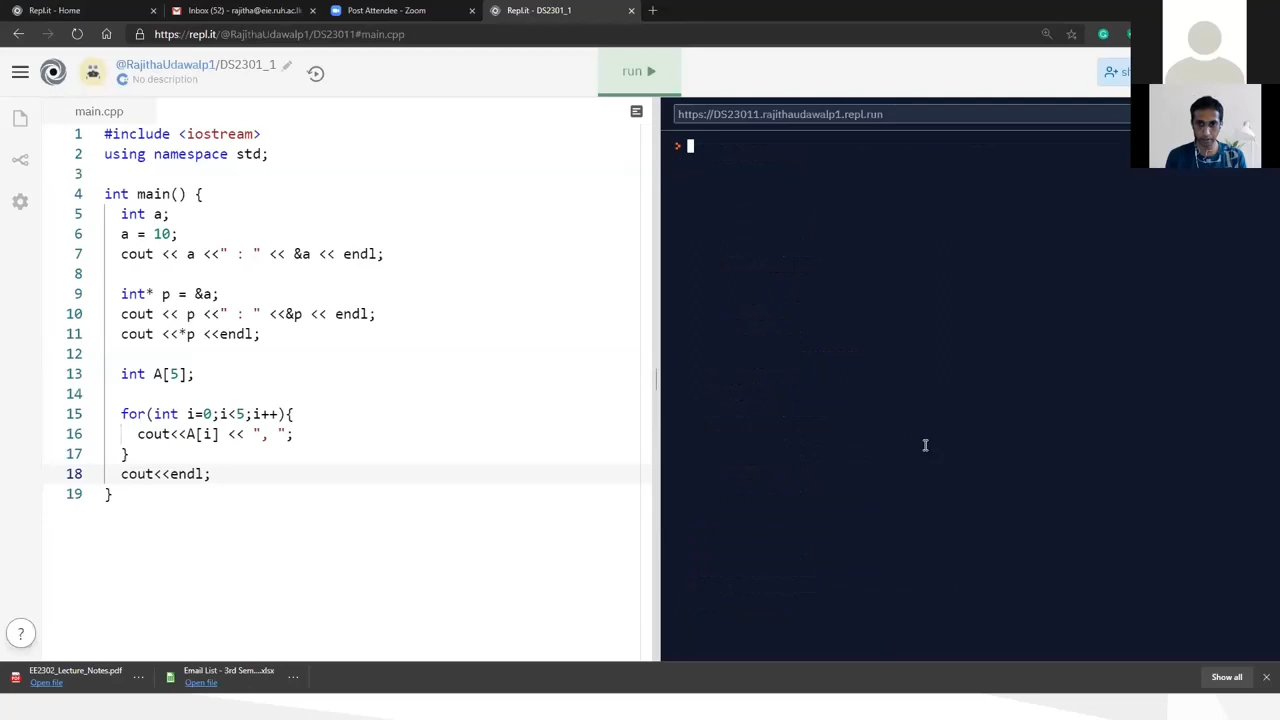 Repl.it - Home
Inbox (52) - rajitha@eie.ruh.ac.l
Post Attendee - Zoom
Repl.it - DS2301_1
https://repl.it/@RajithaUdawalp1/DS23011#main.cpp
@RajithaUdawalp1/DS2301_1
No description
run
sh
main.cpp
https://DS23011.rajithaudawalp1.repl.run
1 #include <iostream>
2 using namespace std;
3
4 int main() {
5 int a;
6 a = 10;
7 cout << a <<" : " << &a << endl;
8
9 int* p = &a;
10 cout << p <<" : " <<&p << endl;
11 cout <<*p <<endl;
12
13 int A[5];
14
15 for(int i=0;i<5;i++){
16 cout<<A[i] << ", ";
17 }
18 cout<<endl;
19 }
?
EE2302_Lecture_Notes.pdf
Open file
Email List - 3rd Sem....xlsx
Open file
Show all